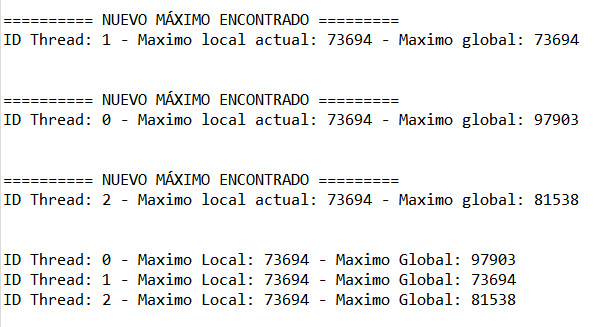 ========== NUEVO MÁXIMO ENCONTRADO =========
ID Thread: 1 - Maximo local actual: 73694 - Maximo global: 73694
========== NUEVO MÁXIMO ENCONTRADO =========
ID Thread: 0 - Maximo local actual: 73694 - Maximo global: 97903
========== NUEVO MÁXIMO ENCONTRADO =========
ID Thread: 2 - Maximo local actual: 73694 - Maximo global: 81538
ID Thread: 0 - Maximo Local: 73694 - Maximo Global: 97903
ID Thread: 1 - Maximo Local: 73694 - Maximo Global: 73694
ID Thread: 2 - Maximo Local: 73694 - Maximo Global: 81538